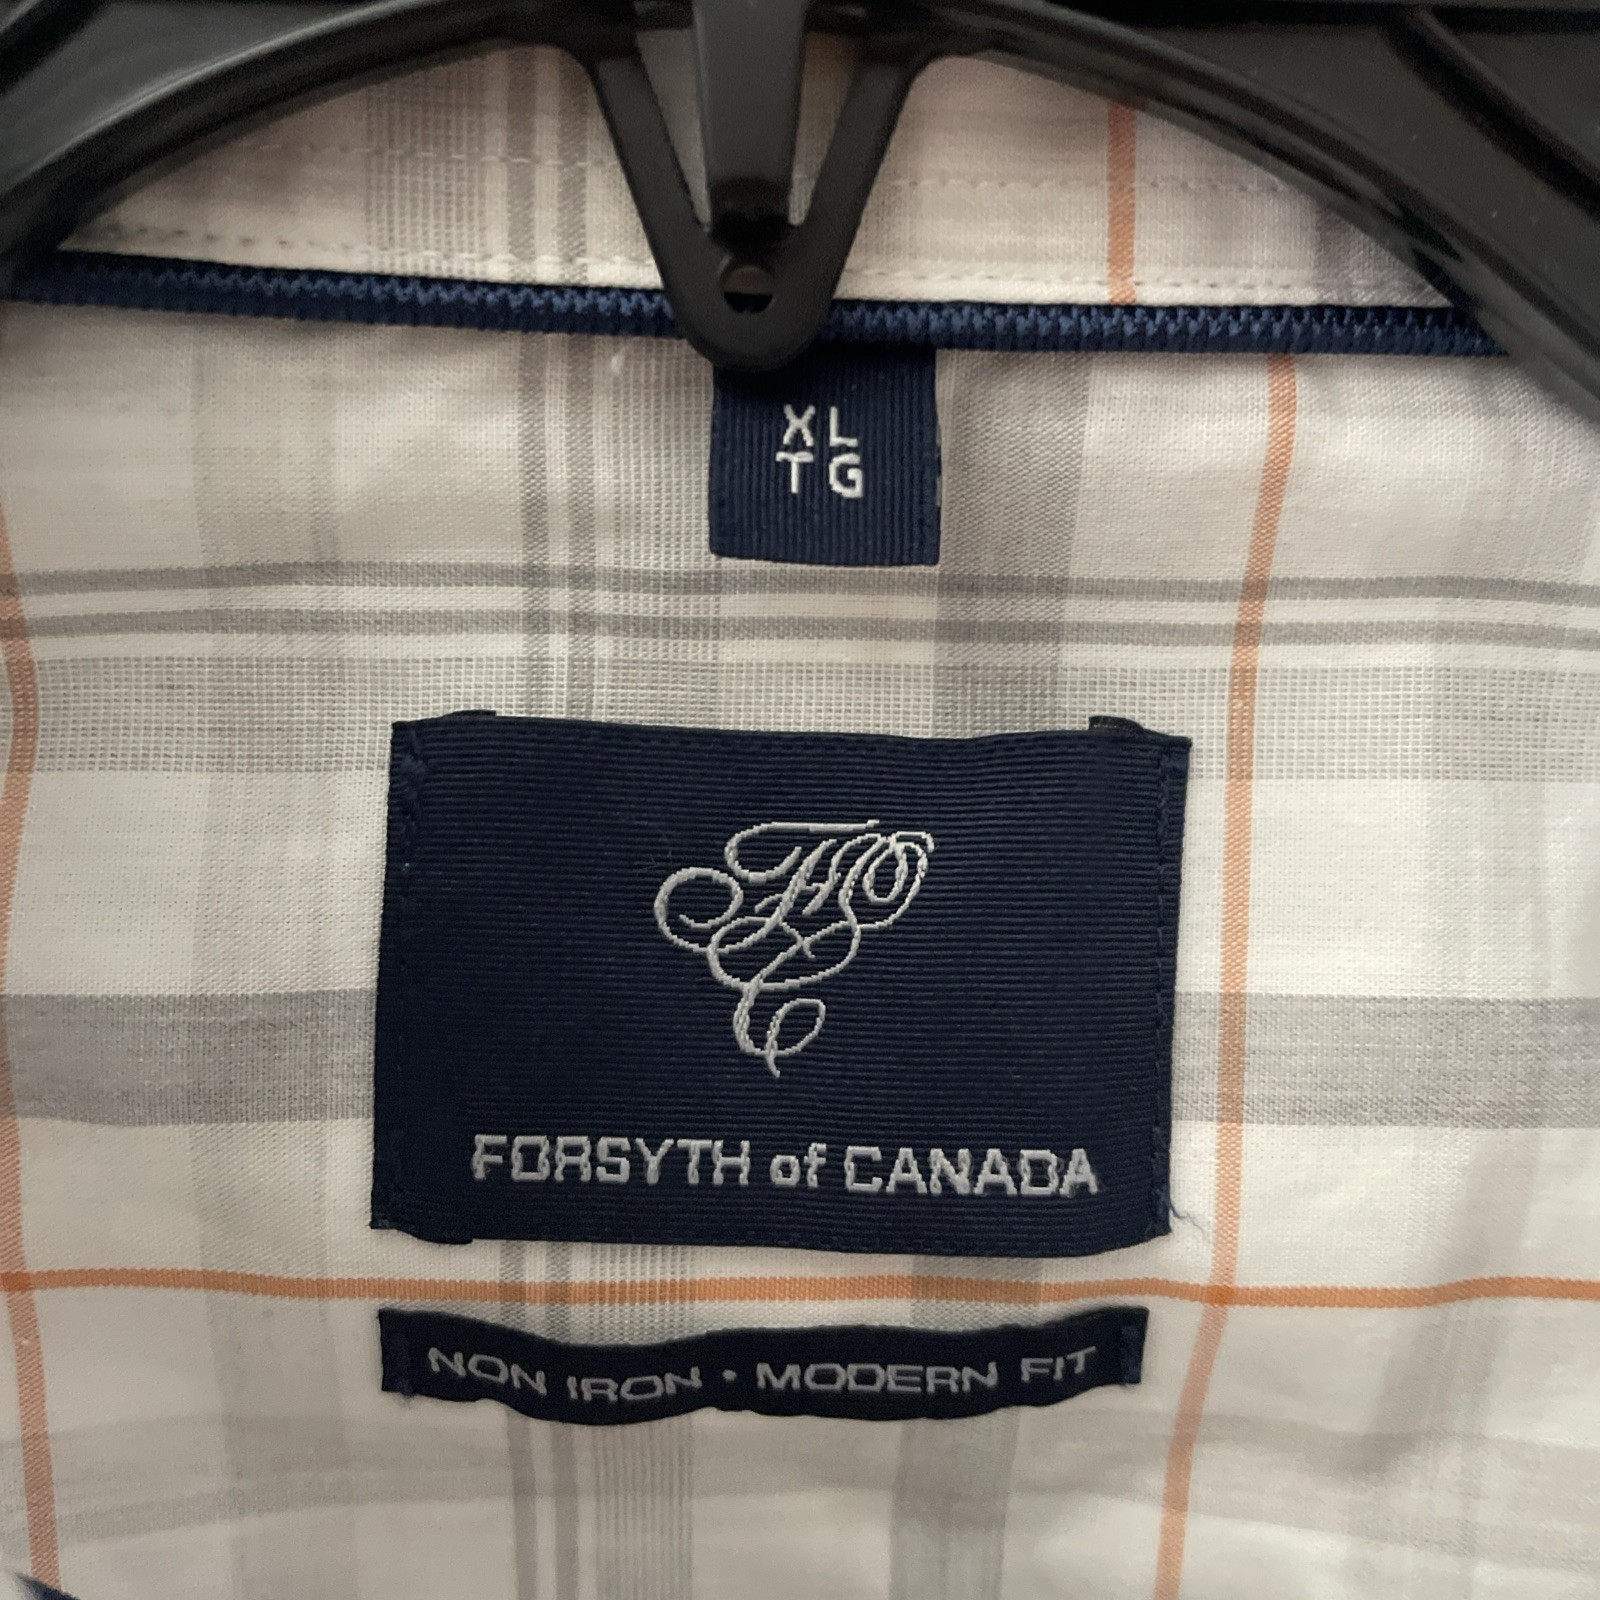 XL
TG
FORSYTH of CANADA
NON IRON • MODERN FIT